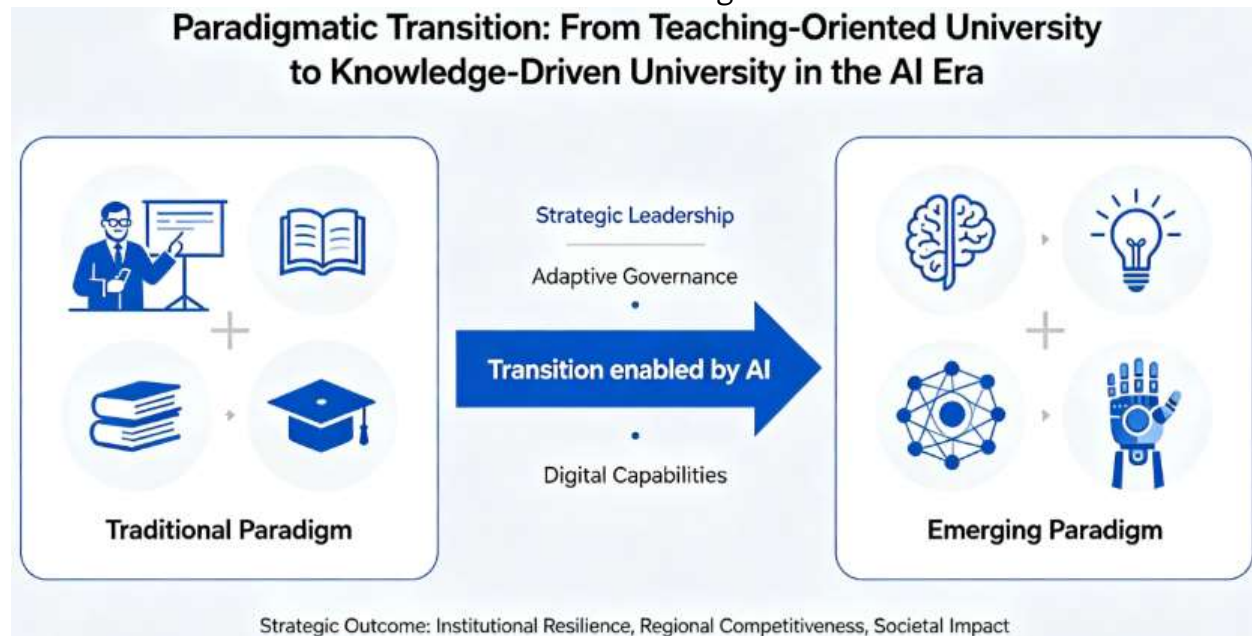 Paradigmatic Transition: From Teaching-Oriented University
to Knowledge-Driven University in the AI Era
Strategic Leadership
Adaptive Governance
Transition enabled by AI
Digital Capabilities
Traditional Paradigm
Emerging Paradigm
Strategic Outcome: Institutional Resilience, Regional Competitiveness, Societal Impact